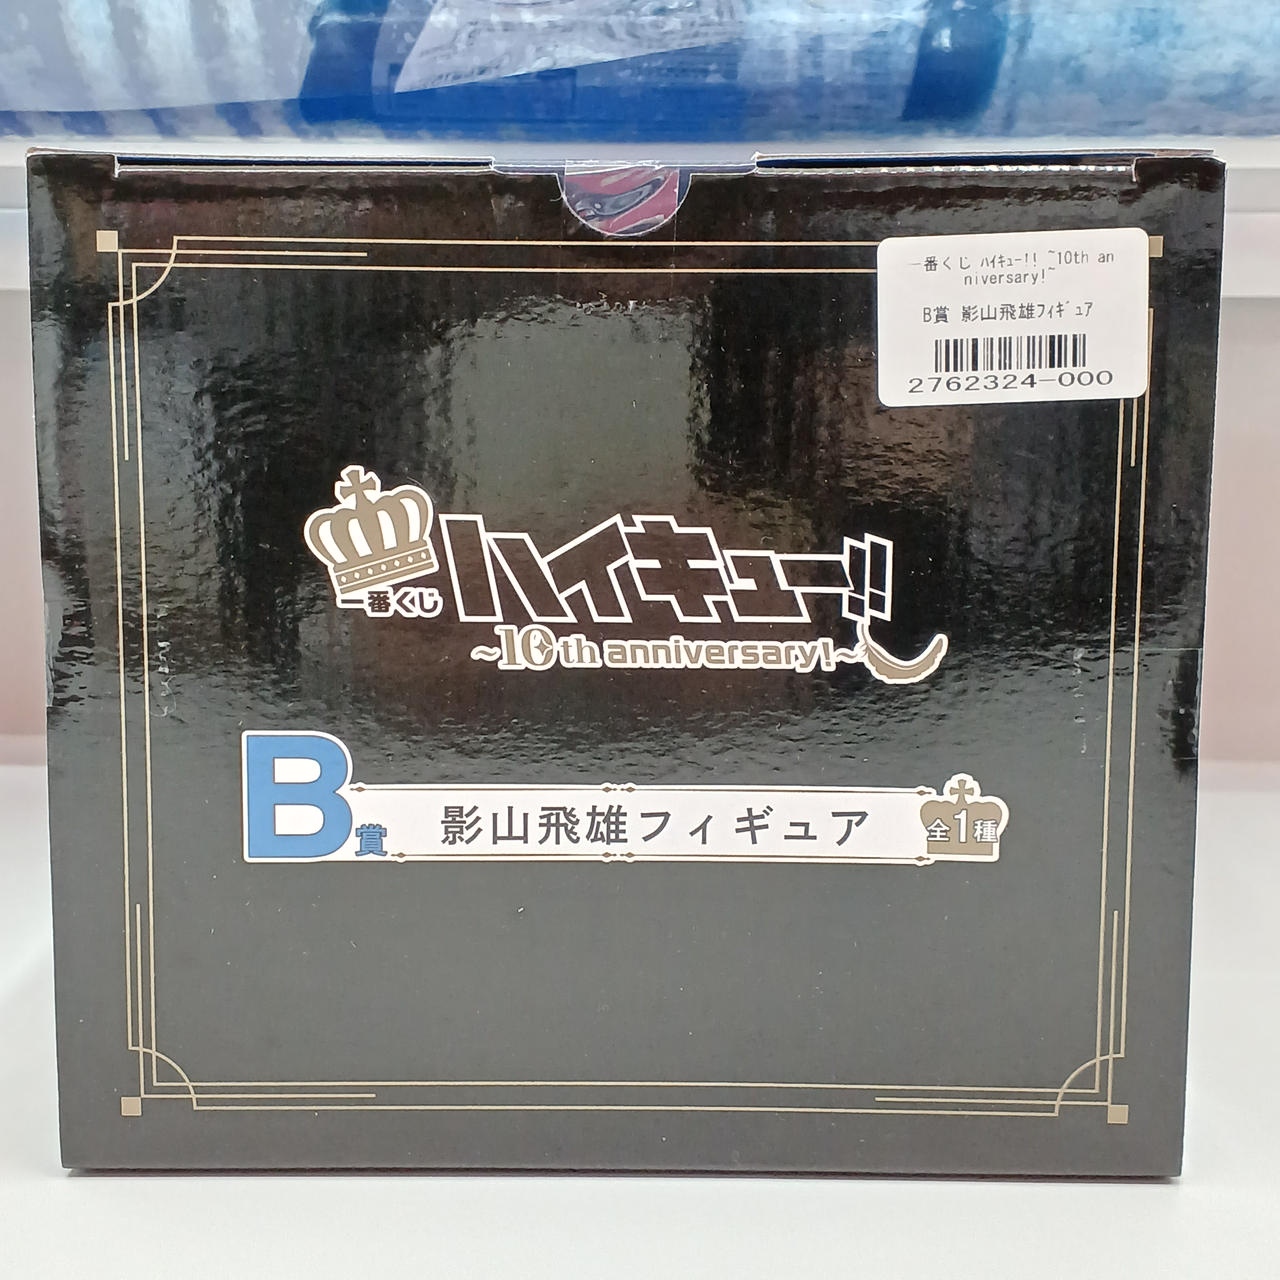 一番くじ ﾊｲｷｭｰ!! ~10th an
niversary!~
B賞 影山飛雄ﾌｨｷﾞｭｱ
2762324-000
一番くじ
ハイキュー!!
~10th anniversary!~
B賞
影山飛雄フィギュア
全1種